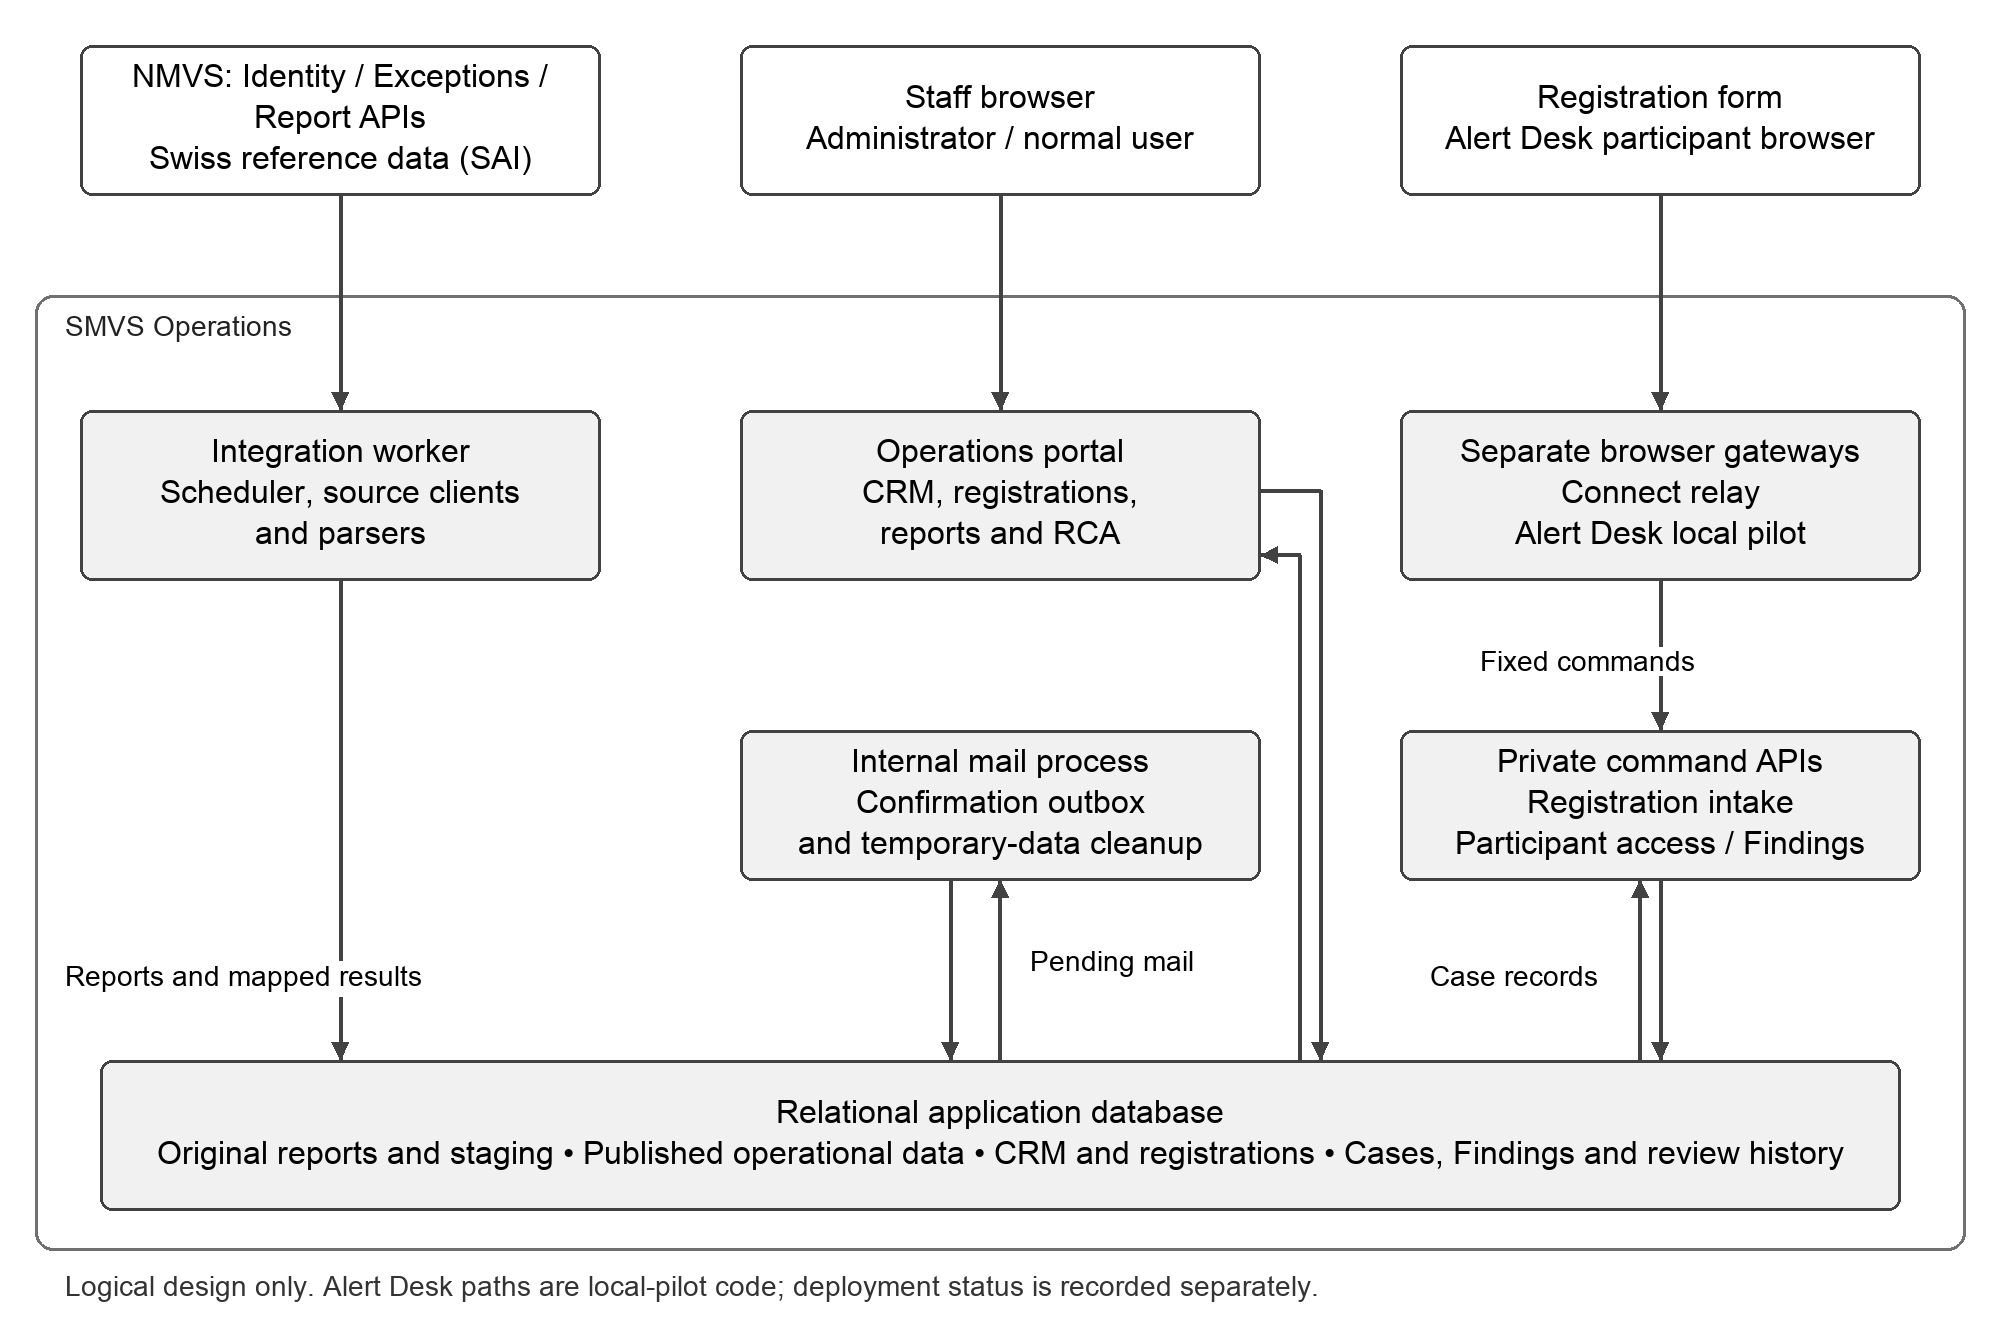 NMVS: Identity / Exceptions /
Report APIs
Swiss reference data (SAI)
Staff browser
Administrator / normal user
Registration form
Alert Desk participant browser
SMVS Operations
Integration worker
Scheduler, source clients
and parsers
Operations portal
CRM, registrations,
reports and RCA
Separate browser gateways
Connect relay
Alert Desk local pilot
Fixed commands
Internal mail process
Confirmation outbox
and temporary-data cleanup
Private command APIs
Registration intake
Participant access / Findings
Reports and mapped results
Pending mail
Case records
Relational application database
Original reports and staging • Published operational data • CRM and registrations • Cases, Findings and review history
Logical design only. Alert Desk paths are local-pilot code; deployment status is recorded separately.